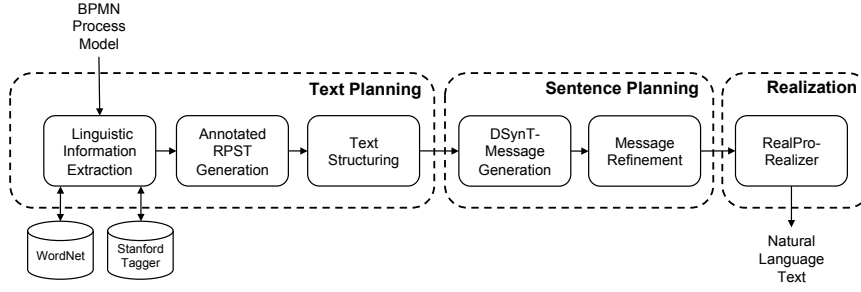 BPMN
Process
Model
Text Planning
Sentence Planning
Realization
Linguistic
Information
Extraction
Annotated
RPST
Generation
Text
Structuring
DSynT-
Message
Generation
Message
Refinement
RealPro-
Realizer
WordNet
Stanford
Tagger
Natural
Language
Text